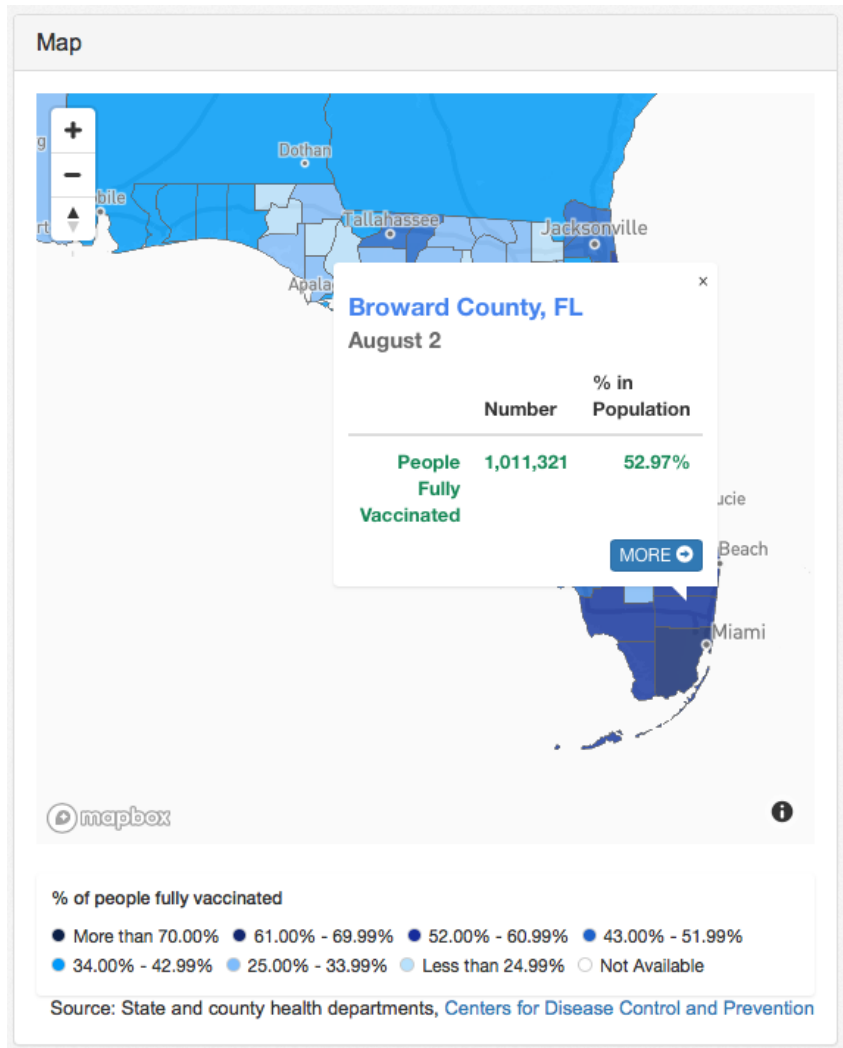 Map
Dothan
bile
Tallahassee
Jacksonville
Apala
×
Broward County, FL
August 2
% in
Number Population
People 1,011,321 52.97%
Fully
Vaccinated
MORE
ucie
Beach
Miami
mapbox
% of people fully vaccinated
More than 70.00% 61.00% - 69.99% 52.00% - 60.99% 43.00% - 51.99%
34.00% - 42.99% 25.00% - 33.99% Less than 24.99% Not Available
Source: State and county health departments, Centers for Disease Control and Prevention